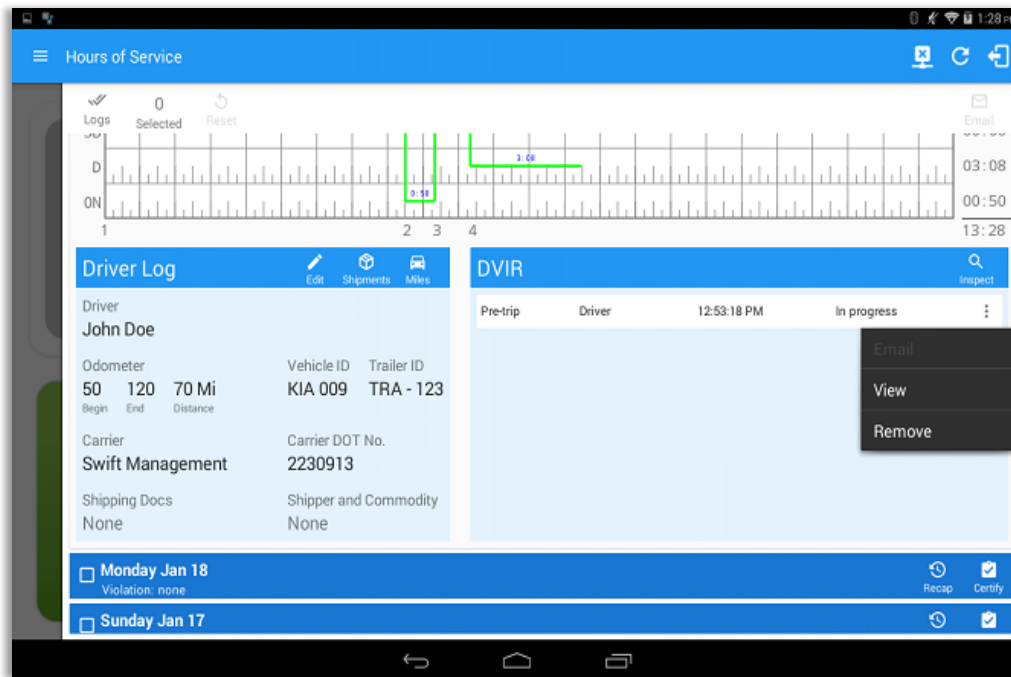 1:28 PM
Hours of Service
Logs
0
Selected
Reset
Email
D
3:08
03:08
ON
0:50
00:50
1 2 3 4 13:28
Driver Log
Edit Shipments Miles
DVIR
Inspect
Driver
John Doe
Odometer Vehicle ID Trailer ID
50 120 70 Mi KIA 009 TRA - 123
Begin End Distance
Carrier Carrier DOT No.
Swift Management 2230913
Shipping Docs Shipper and Commodity
None None
Pre-trip Driver 12:53:18 PM In progress
Email
View
Remove
Monday Jan 18
Violation: none
Recap Certify
Sunday Jan 17